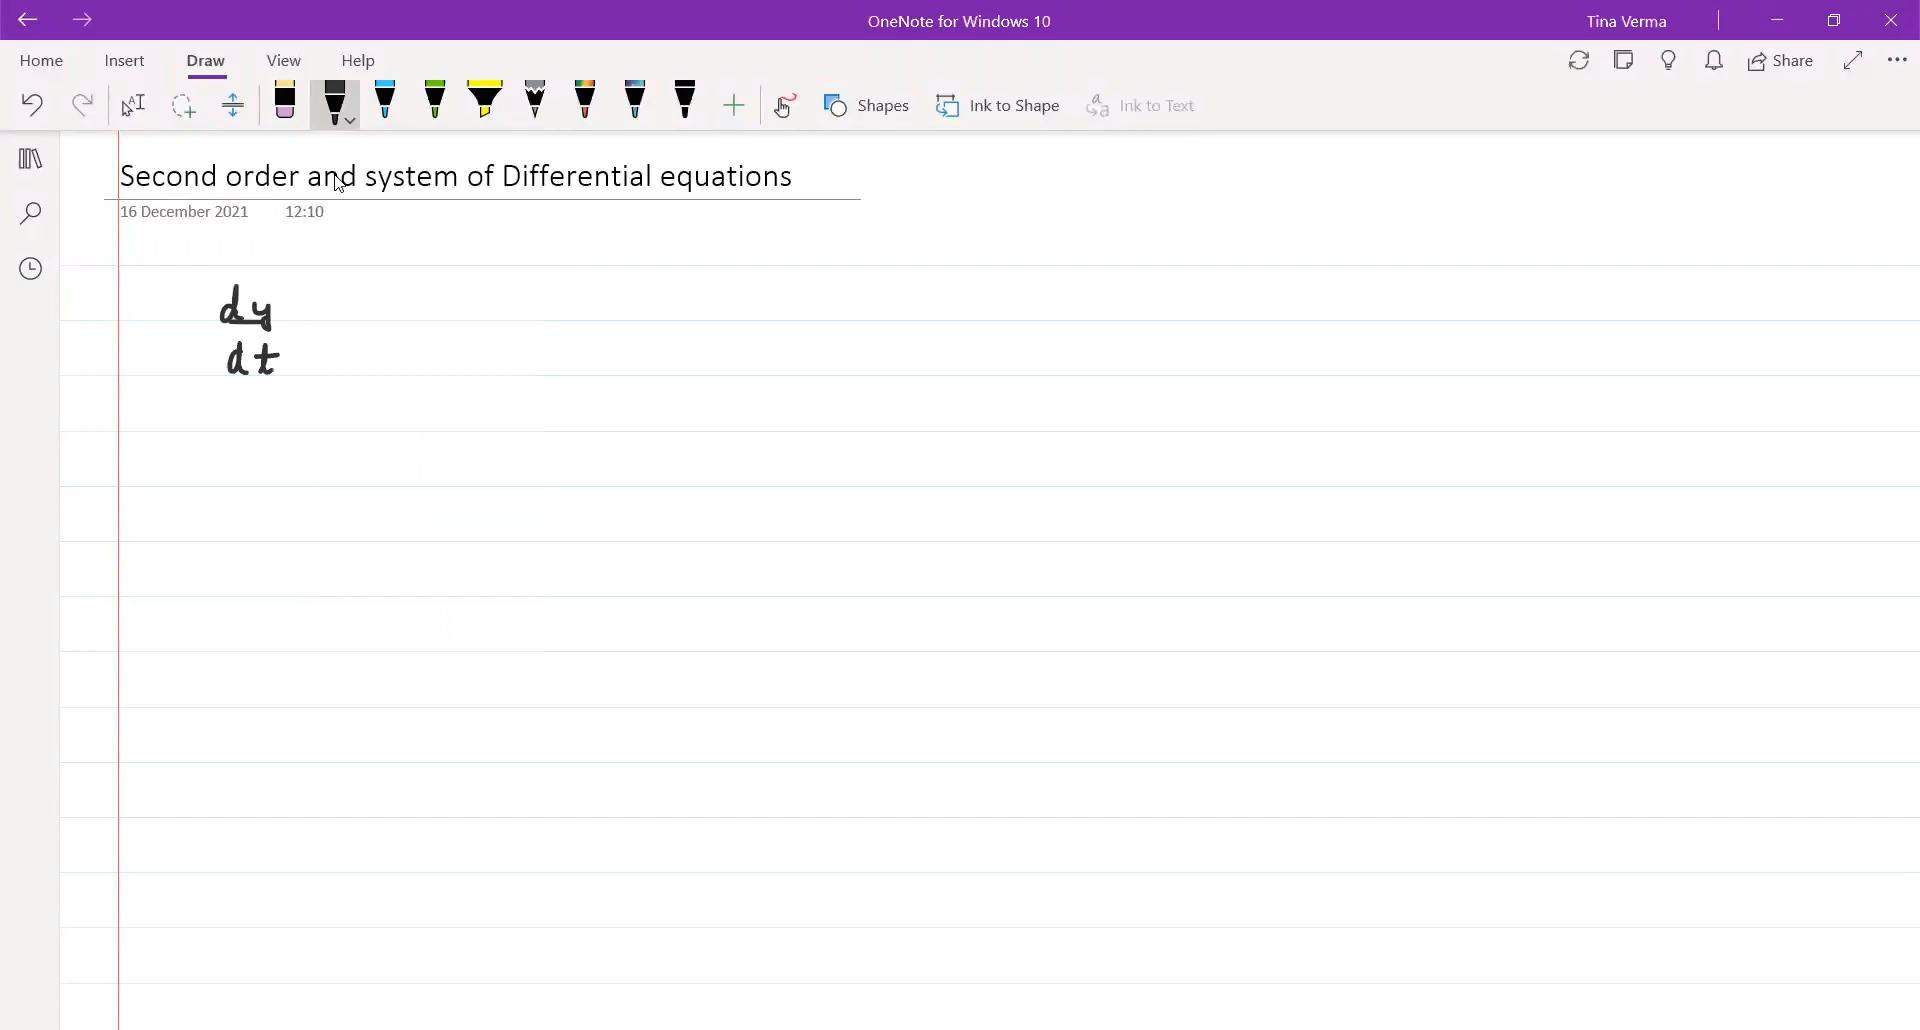 OneNote for Windows 10
Tina Verma
Home Insert Draw View Help
Share
Shapes Ink to Shape Ink to Text
Second order and system of Differential equations
16 December 2021 12:10
dy
dt